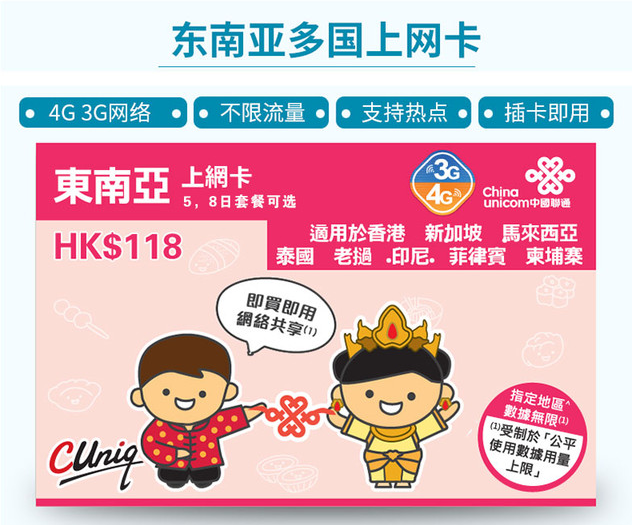 东南亚多国上网卡
4G 3G网络
不限流量
支持热点
插卡即用
東南亞 上網卡
5，8日套餐可选
3G
4G
China
unicom中國聯通
HK$118
適用於香港 新加坡 馬來西亞
泰國 老撾 .印尼. 菲律賓 柬埔寨
即買即用
網絡共享(1)
CUniq
指定地區^
數據無限(1)
(1)受制於「公平
使用數據用量
上限」